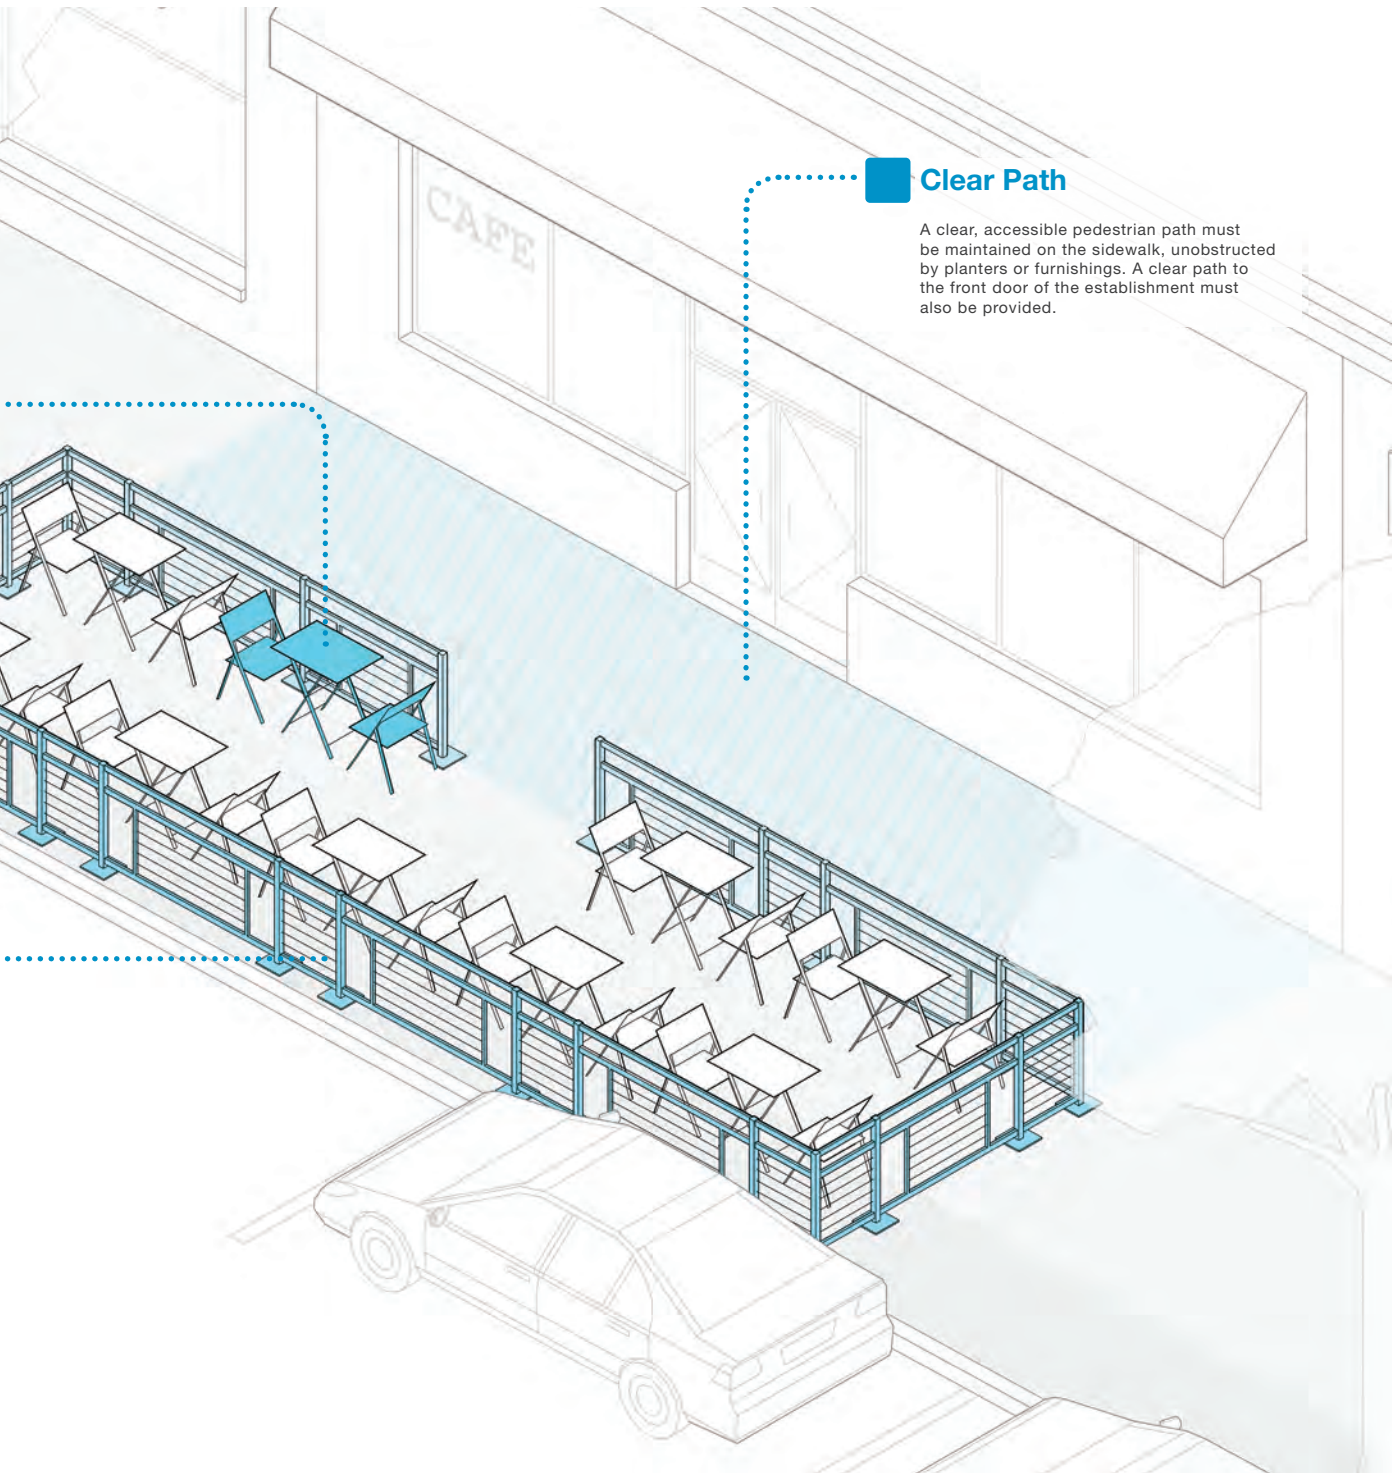 Clear Path
A clear, accessible pedestrian path must
be maintained on the sidewalk, unobstructed
by planters or furnishings. A clear path to
the front door of the establishment must
also be provided.
CAFE